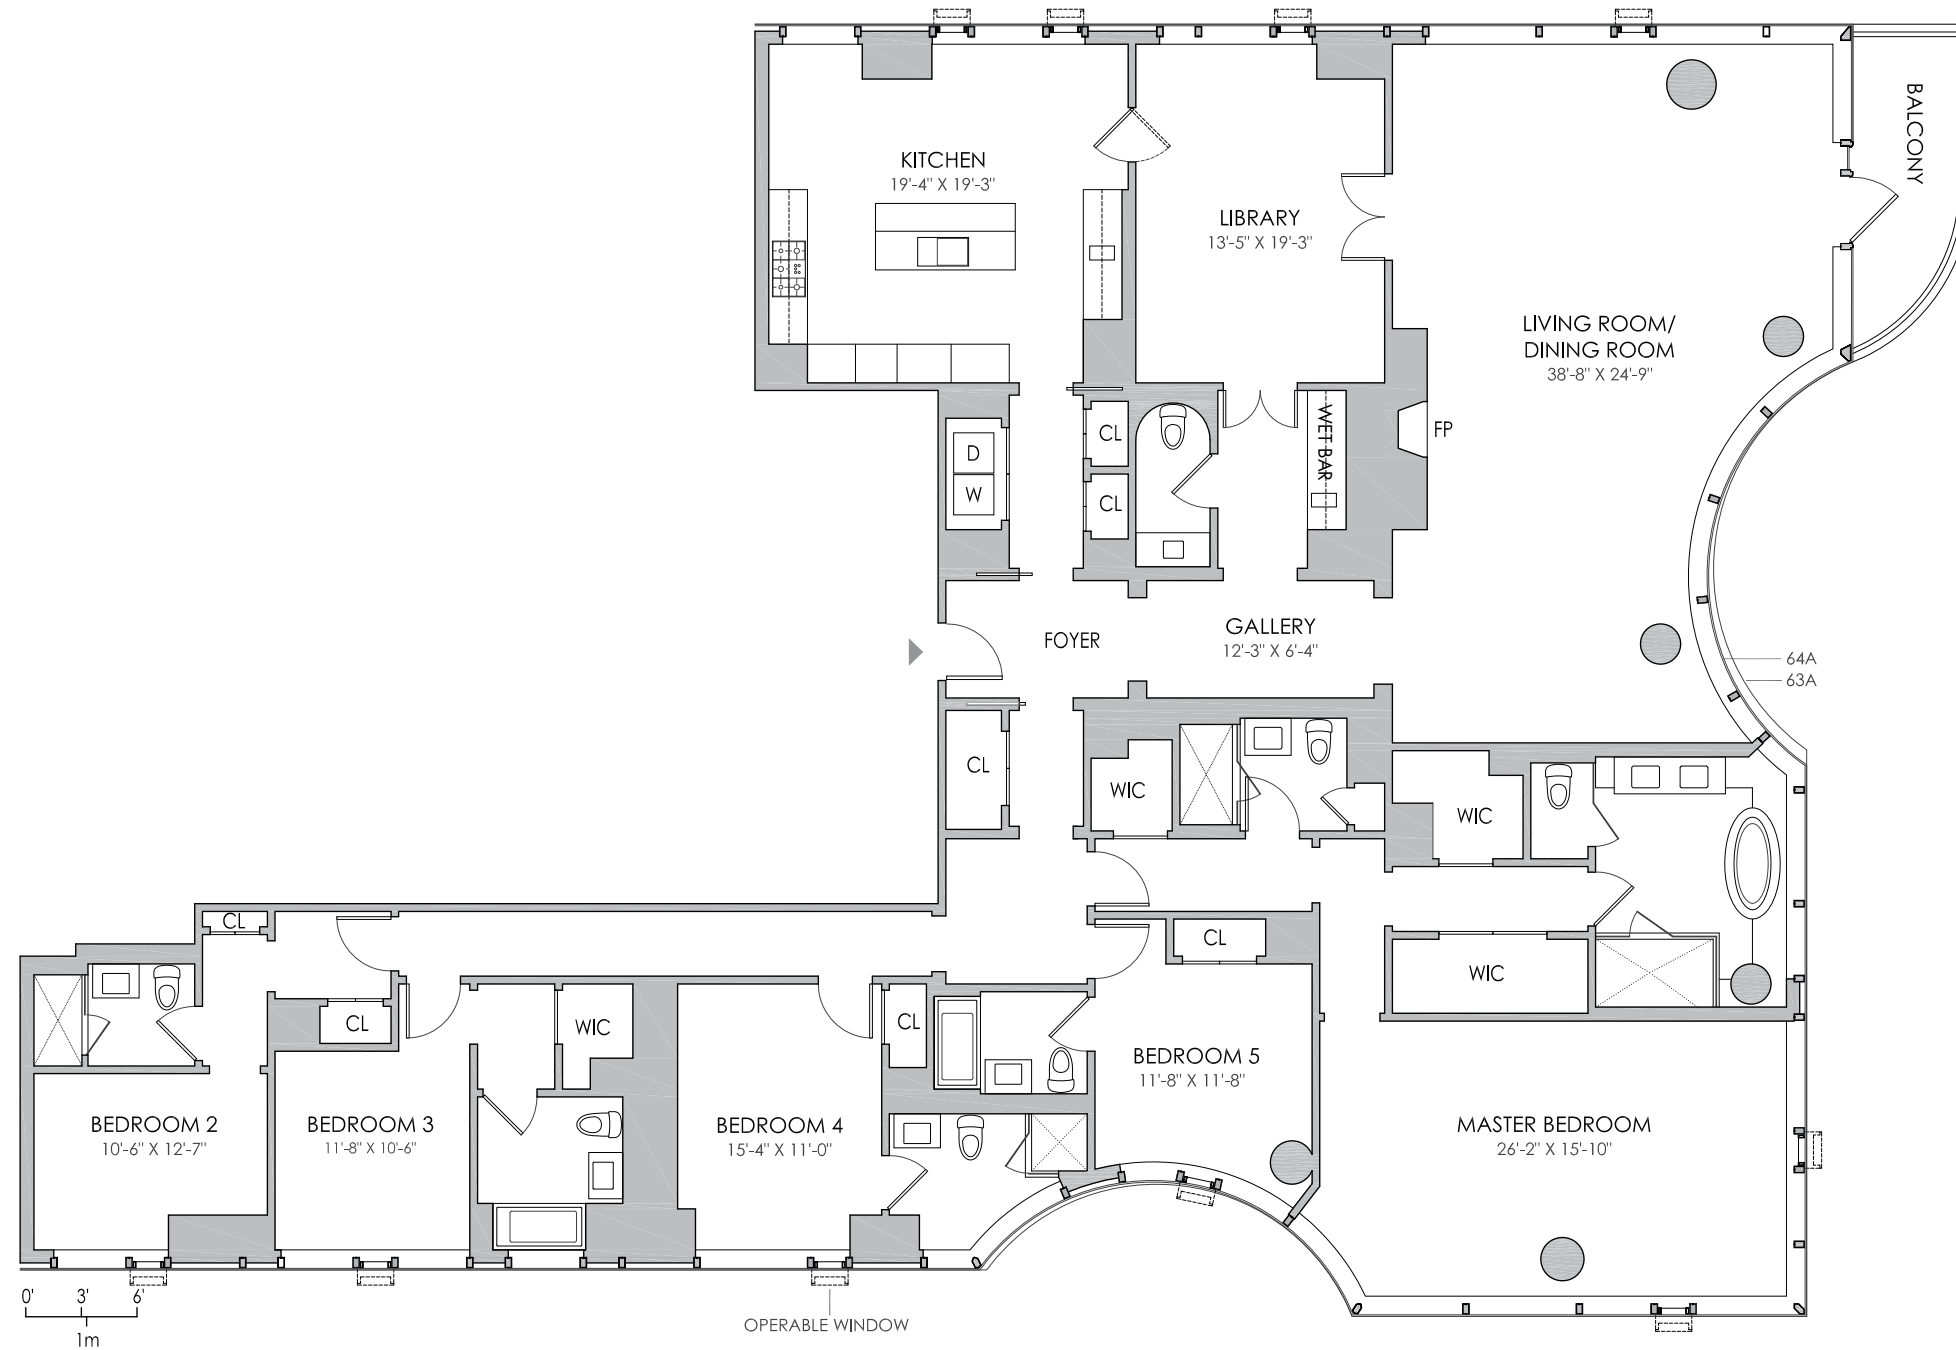 BALCONY
KITCHEN
19'-4" X 19'-3"
LIBRARY
13'-5" X 19'-3"
LIVING ROOM/
DINING ROOM
38'-8" X 24'-9"
CL
D
WET BAR
FP
W
CL
FOYER
GALLERY
12'-3" X 6'-4"
64A
63A
CL
WIC
WIC
CL
CL
WIC
CL
WIC
CL
BEDROOM 5
11'-8" X 11'-8"
BEDROOM 2
10'-6" X 12'-7"
BEDROOM 3
11'-8" X 10'-6"
BEDROOM 4
15'-4" X 11'-0"
MASTER BEDROOM
26'-2" X 15'-10"
0' 3' 6'
1m
OPERABLE WINDOW